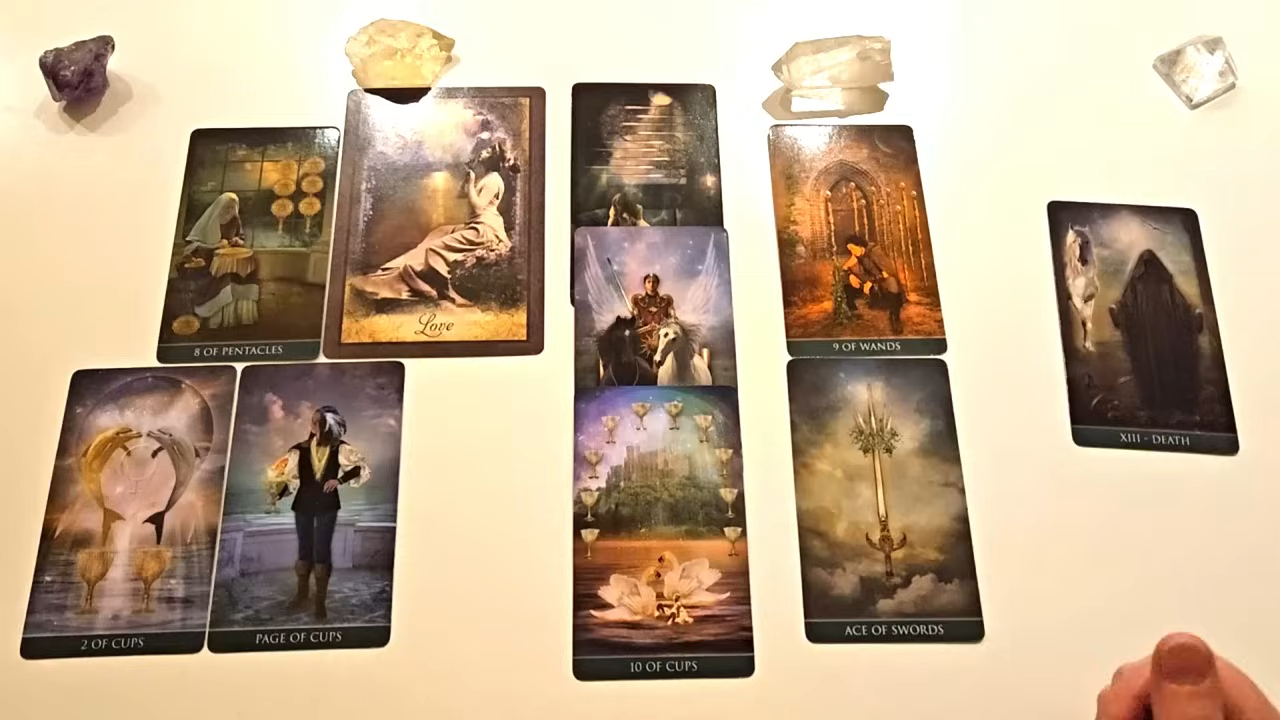 8 OF PENTACLES
Love
9 OF WANDS
XIII - DEATH
2 OF CUPS
PAGE OF CUPS
10 OF CUPS
ACE OF SWORDS